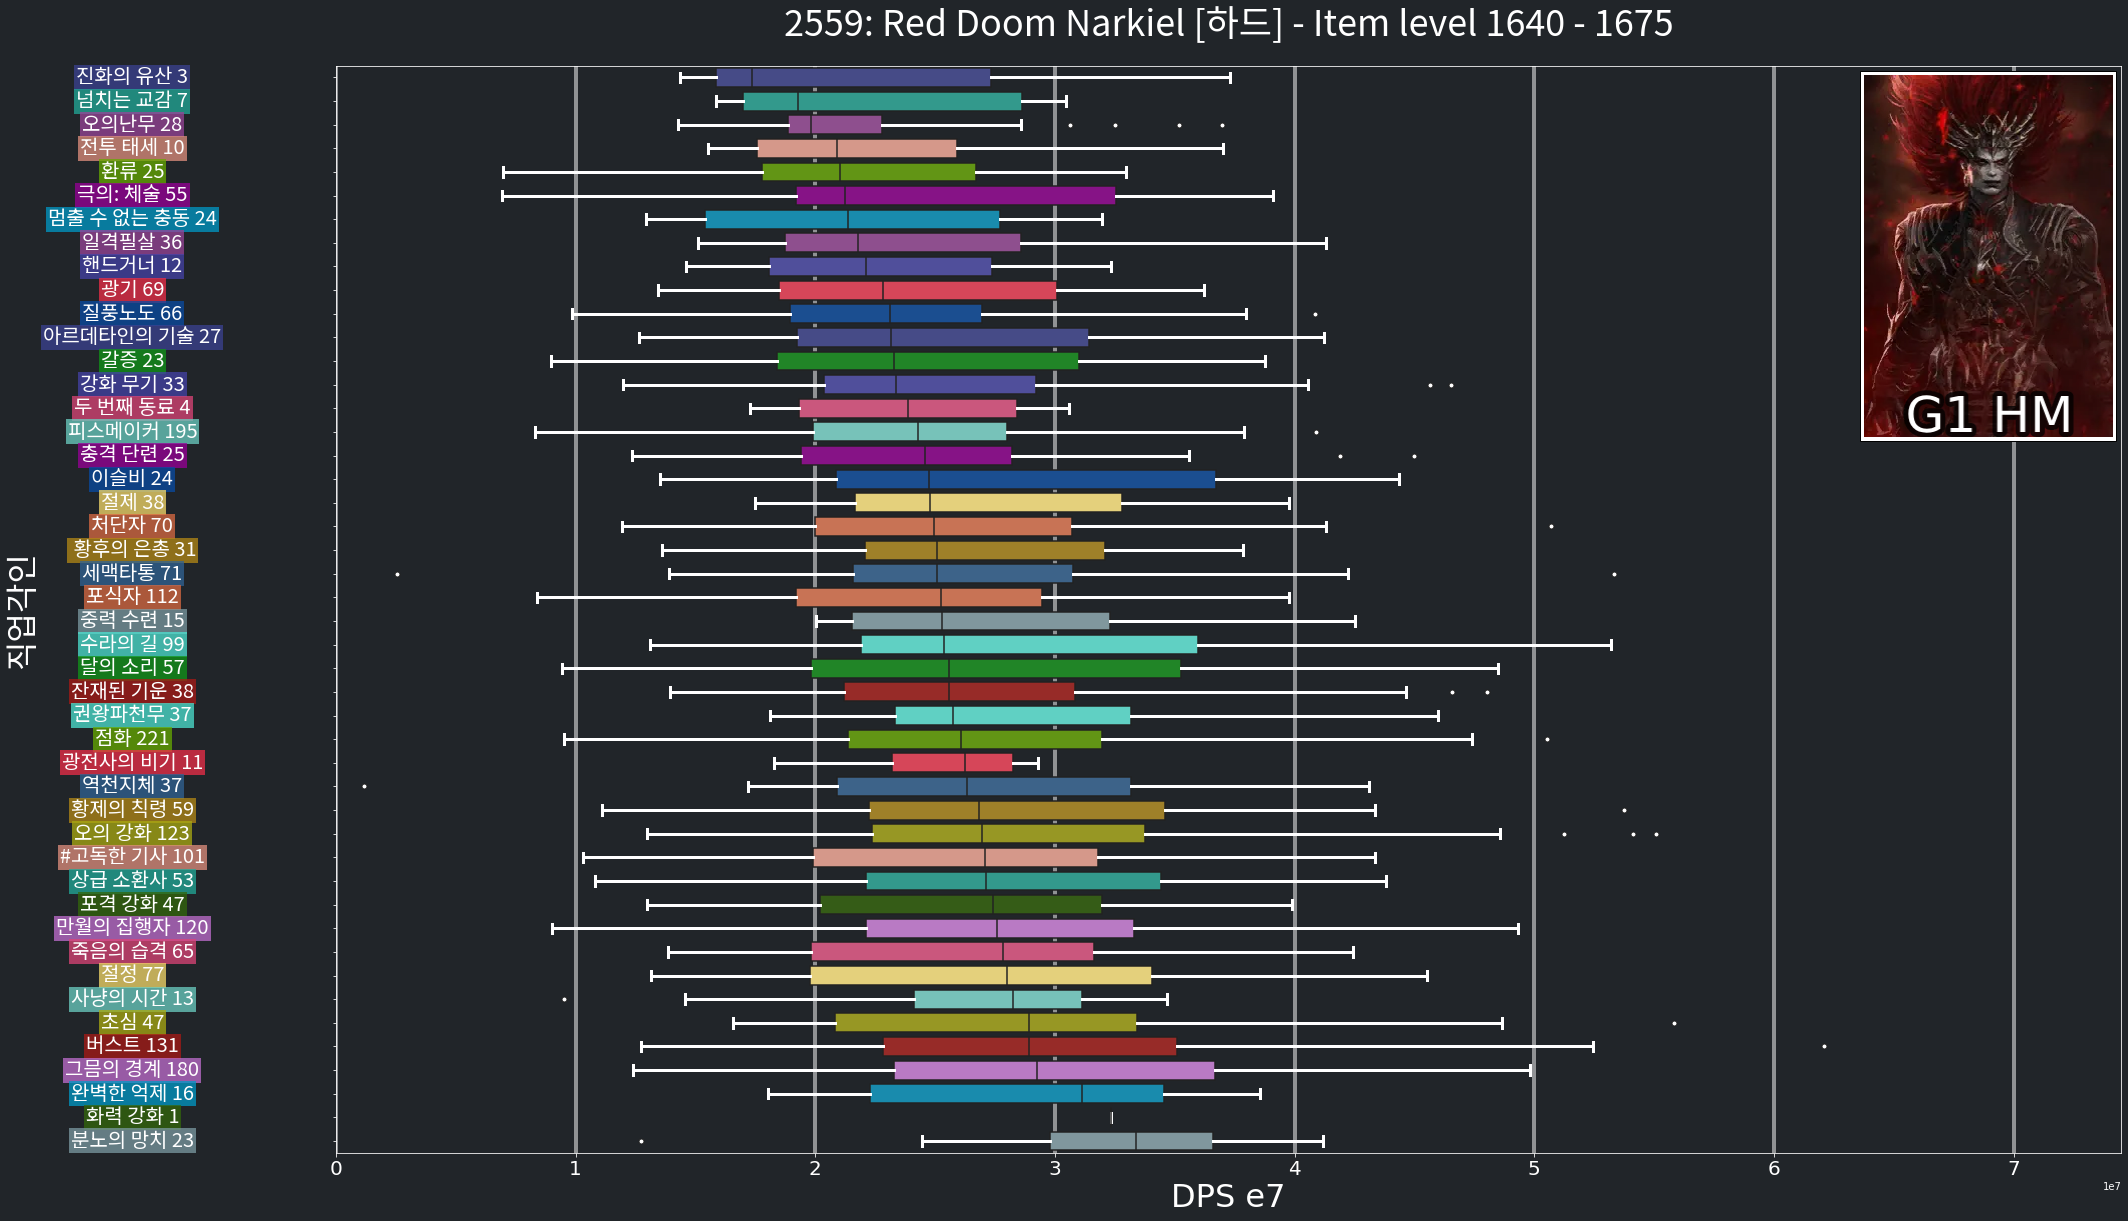 2559: Red Doom Narkiel [하드] - Item level 1640 - 1675
진화의 유산 3
넘치는 교감 7
오의난무 28
전투 태세 10
환류 25
극의: 체술 55
멈출 수 없는 충동 24
일격필살 36
핸드거너 12
광기 69
질풍노도 66
아르데타인의 기술 27
갈증 23
강화 무기 33
두 번째 동료 4
피스메이커 195
충격 단련 25
이슬비 24
절제 38
처단자 70
황후의 은총 31
세맥타통 71
포식자 112
중력 수련 15
수라의 길 99
달의 소리 57
잔재된 기운 38
권왕파천무 37
점화 221
광전사의 비기 11
역천지체 37
황제의 칙령 59
오의 강화 123
#고독한 기사 101
상급 소환사 53
포격 강화 47
만월의 집행자 120
죽음의 습격 65
절정 77
사냥의 시간 13
초심 47
버스트 131
그믐의 경계 180
완벽한 억제 16
화력 강화 1
분노의 망치 23
직업각인
G1 HM
0 1 2 3 4 5 6 7
1e7
DPS e7